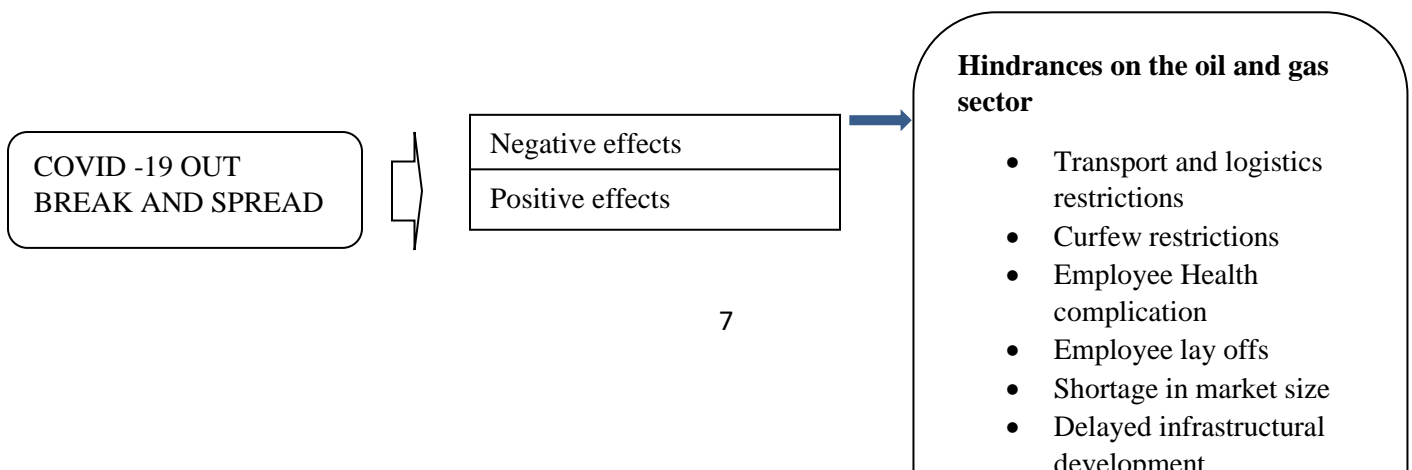 COVID -19 OUT
BREAK AND SPREAD
Negative effects
Positive effects
Hindrances on the oil and gas
sector
• Transport and logistics
restrictions
• Curfew restrictions
• Employee Health
complication
• Employee lay offs
• Shortage in market size
• Delayed infrastructural
development
7